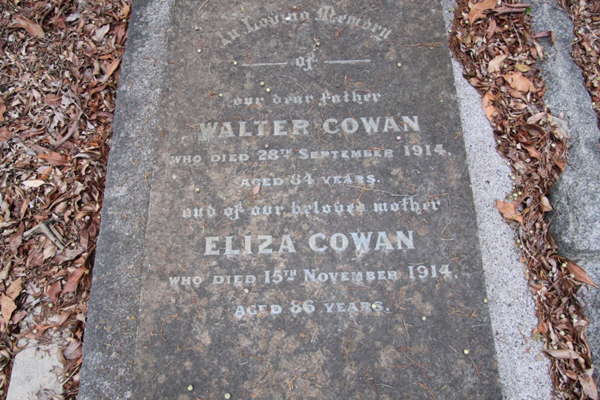 In Loving Memory
of
our dear father
WALTER COWAN
WHO DIED 28TH SEPTEMBER 1914.
AGED 84 YEARS.
and of our beloved mother
ELIZA COWAN
WHO DIED 15TH NOVEMBER 1914.
AGED 86 YEARS.